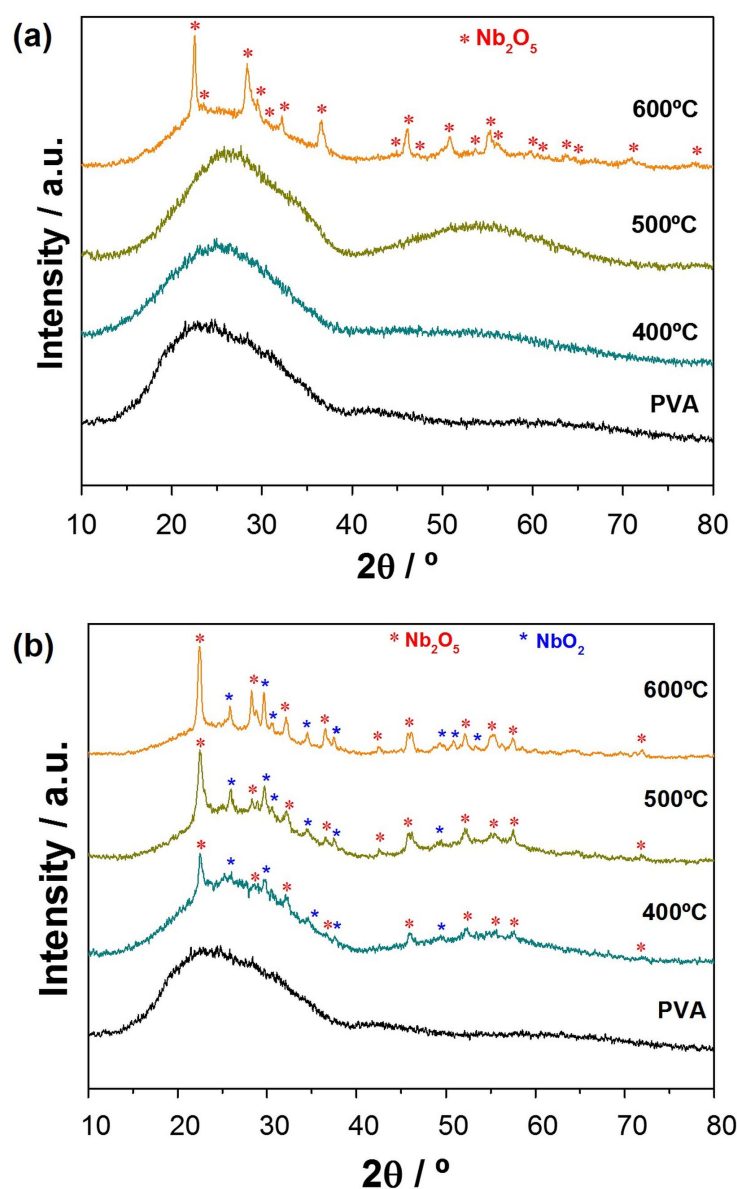 (a)
* Nb₂O₅
600ºC
500ºC
400ºC
PVA
Intensity / a.u.
10 20 30 40 50 60 70 80
2θ / º
(b)
* Nb₂O₅ * NbO₂
600ºC
500ºC
400ºC
PVA
Intensity / a.u.
10 20 30 40 50 60 70 80
2θ / º